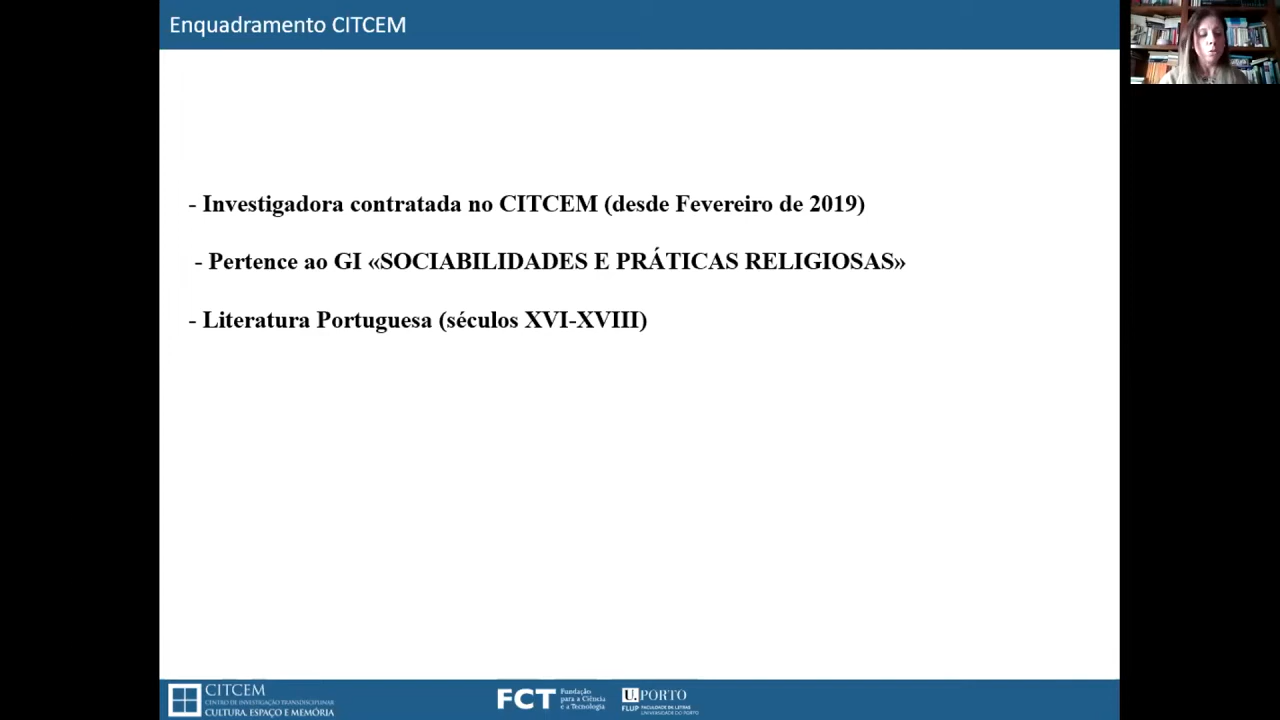 Enquadramento CITCEM
- Investigadora contratada no CITCEM (desde Fevereiro de 2019)
- Pertence ao GI «SOCIABILIDADES E PRÁTICAS RELIGIOSAS»
- Literatura Portuguesa (séculos XVI-XVIII)
CITCEM
CENTRO DE INVESTIGAÇÃO TRANSDISCIPLINAR
CULTURA, ESPAÇO E MEMÓRIA
FCT
Fundação
para a Ciência
e a Tecnologia
U. PORTO
FLUP FACULDADE DE LETRAS
UNIVERSIDADE DO PORTO